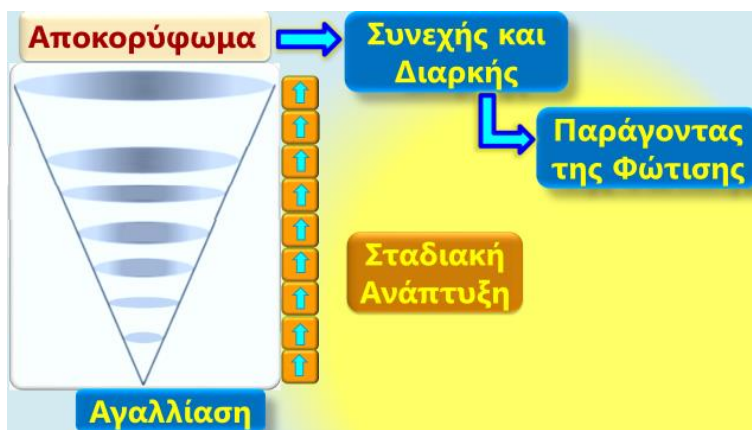 Αποκορύφωμα
Συνεχής και
Διαρκής
Παράγοντας
της Φώτισης
Σταδιακή
Ανάπτυξη
Αγαλλίαση